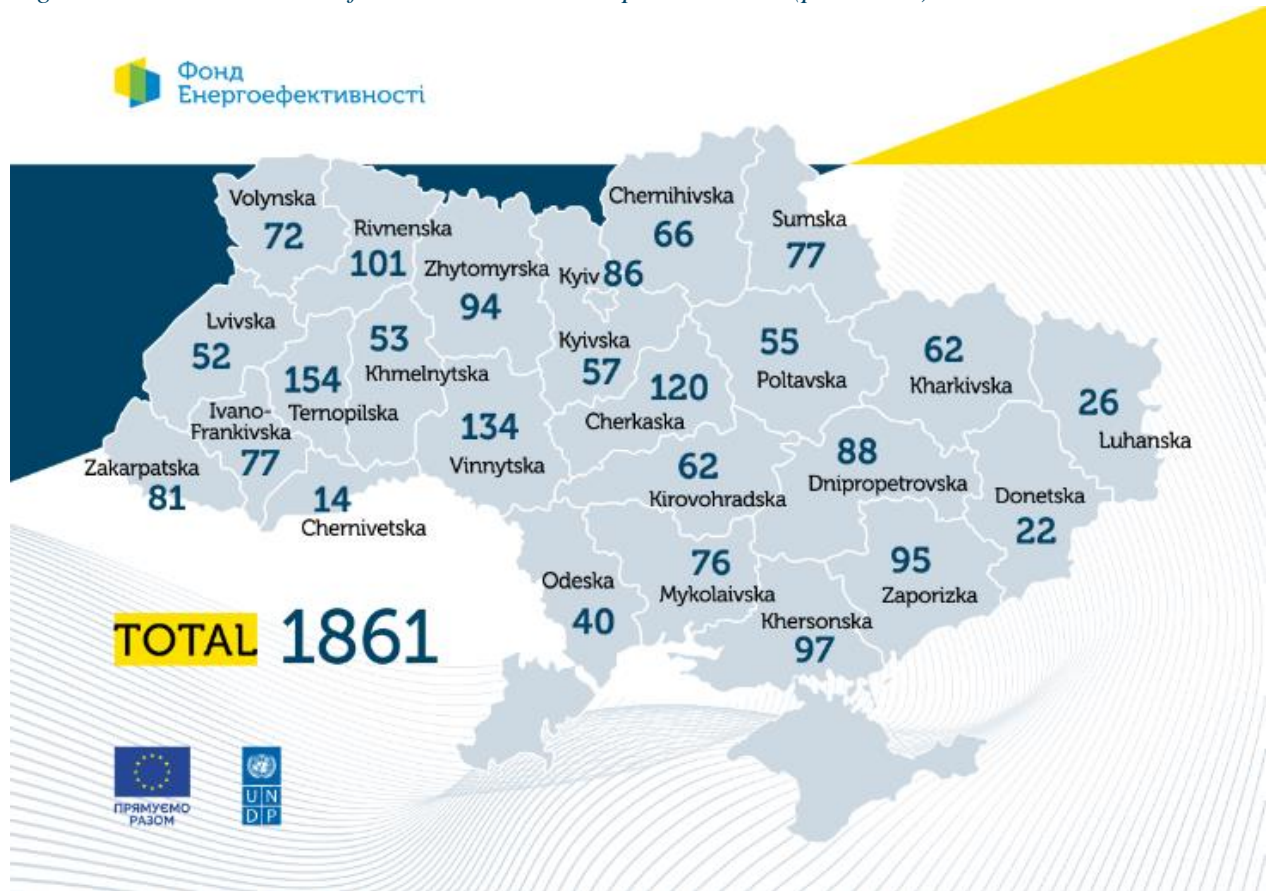 Фонд
Енергоефективності
Volynska
72
Rivnenska
101
Zhytomyrska
94
Kyiv 86
Chernihivska
66
Sumska
77
Lvivska
52
154
Ternopilska
53
Khmelnytska
Kyivska
57
120
Cherkaska
55
Poltavska
62
Kharkivska
26
Luhanska
Ivano-
Frankivska
77
Zakarpatska
81
14
Chernivetska
134
Vinnytska
62
Kirovohradska
88
Dnipropetrovska
Donetska
22
Odeska
40
76
Mykolaivska
Khersonska
97
95
Zaporizka
TOTAL 1861
ПРЯМУЄМО
РАЗОМ
U N
D P